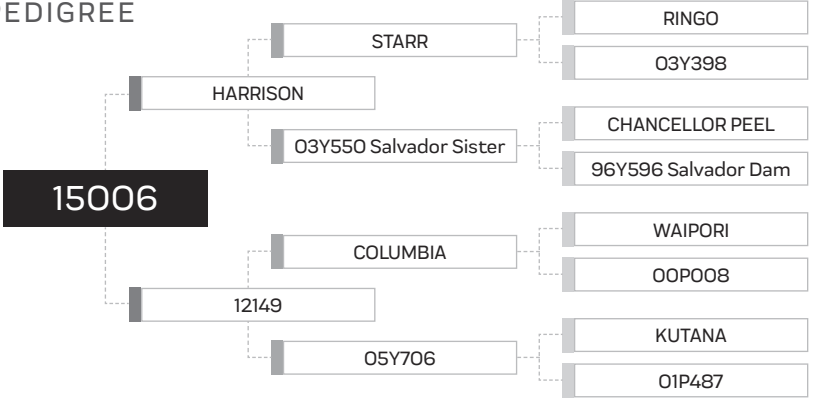 PEDIGREE
RINGO
STARR
03Y398
HARRISON
CHANCELLOR PEEL
03Y550 Salvador Sister
96Y596 Salvador Dam
15006
WAIPORI
COLUMBIA
00P008
12149
KUTANA
05Y706
01P487